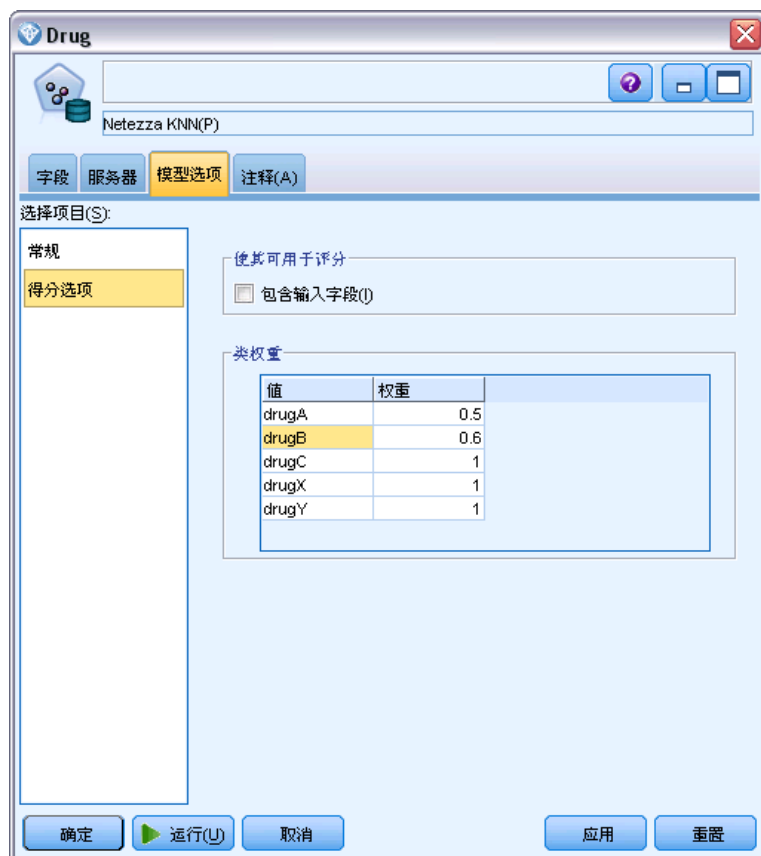 Drug
Netezza KNN(P)
字段 服务器 模型选项 注释(A)
选择项目(S):
常规
得分选项
使其可用于评分
包含输入字段(I)
类权重
值 权重
drugA 0.5
drugB 0.6
drugC 1
drugX 1
drugY 1
确定 运行(U) 取消 应用 重置